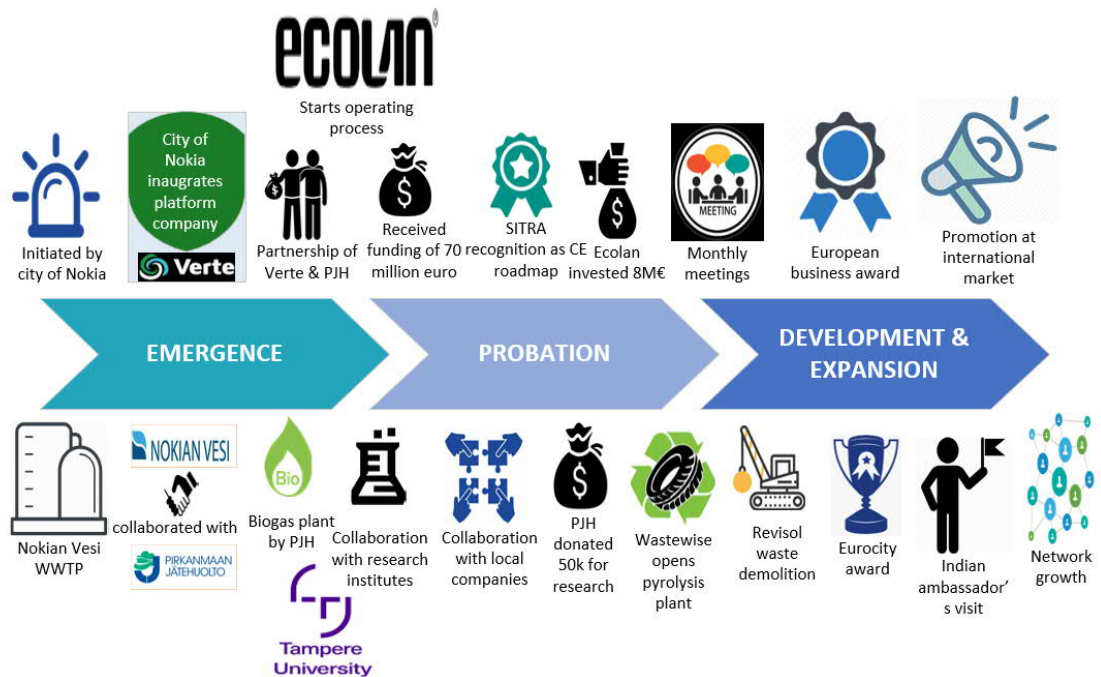 ECOLAN
Starts operating
process
City of
Nokia
inaugrates
platform
company
Verte
Initiated by
city of Nokia
Partnership of
Verte & PJH
Received
funding of 70
million euro
SITRA
recognition as CE
roadmap
Ecolan
invested 8M€
MEETING
Monthly
meetings
European
business award
Promotion at
international
market
EMERGENCE
PROBATION
DEVELOPMENT &
EXPANSION
Nokian Vesi
WWTP
NOKIAN VESI
collaborated with
PIRKANMAAN
JÄTEHUOLTO
Bio
Biogas plant
by PJH
Tampere
University
Collaboration
with research
institutes
Collaboration
with local
companies
PJH
donated
50k for
research
Wastewise
opens
pyrolysis
plant
Revisol
waste
demolition
Eurocity
award
Indian
ambassador'
s visit
Network
growth